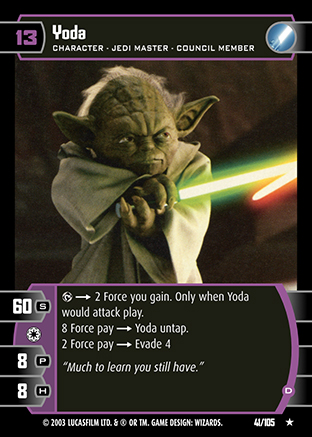 13 Yoda
CHARACTER · JEDI MASTER · COUNCIL MEMBER
60 S
8 P
8 H
→ 2 Force you gain. Only when Yoda
would attack play.
8 Force pay → Yoda untap.
2 Force pay → Evade 4
“Much to learn you still have.”
D
© 2003 LUCASFILM LTD. & ® OR TM. GAME DESIGN: WIZARDS. 41/105 ★